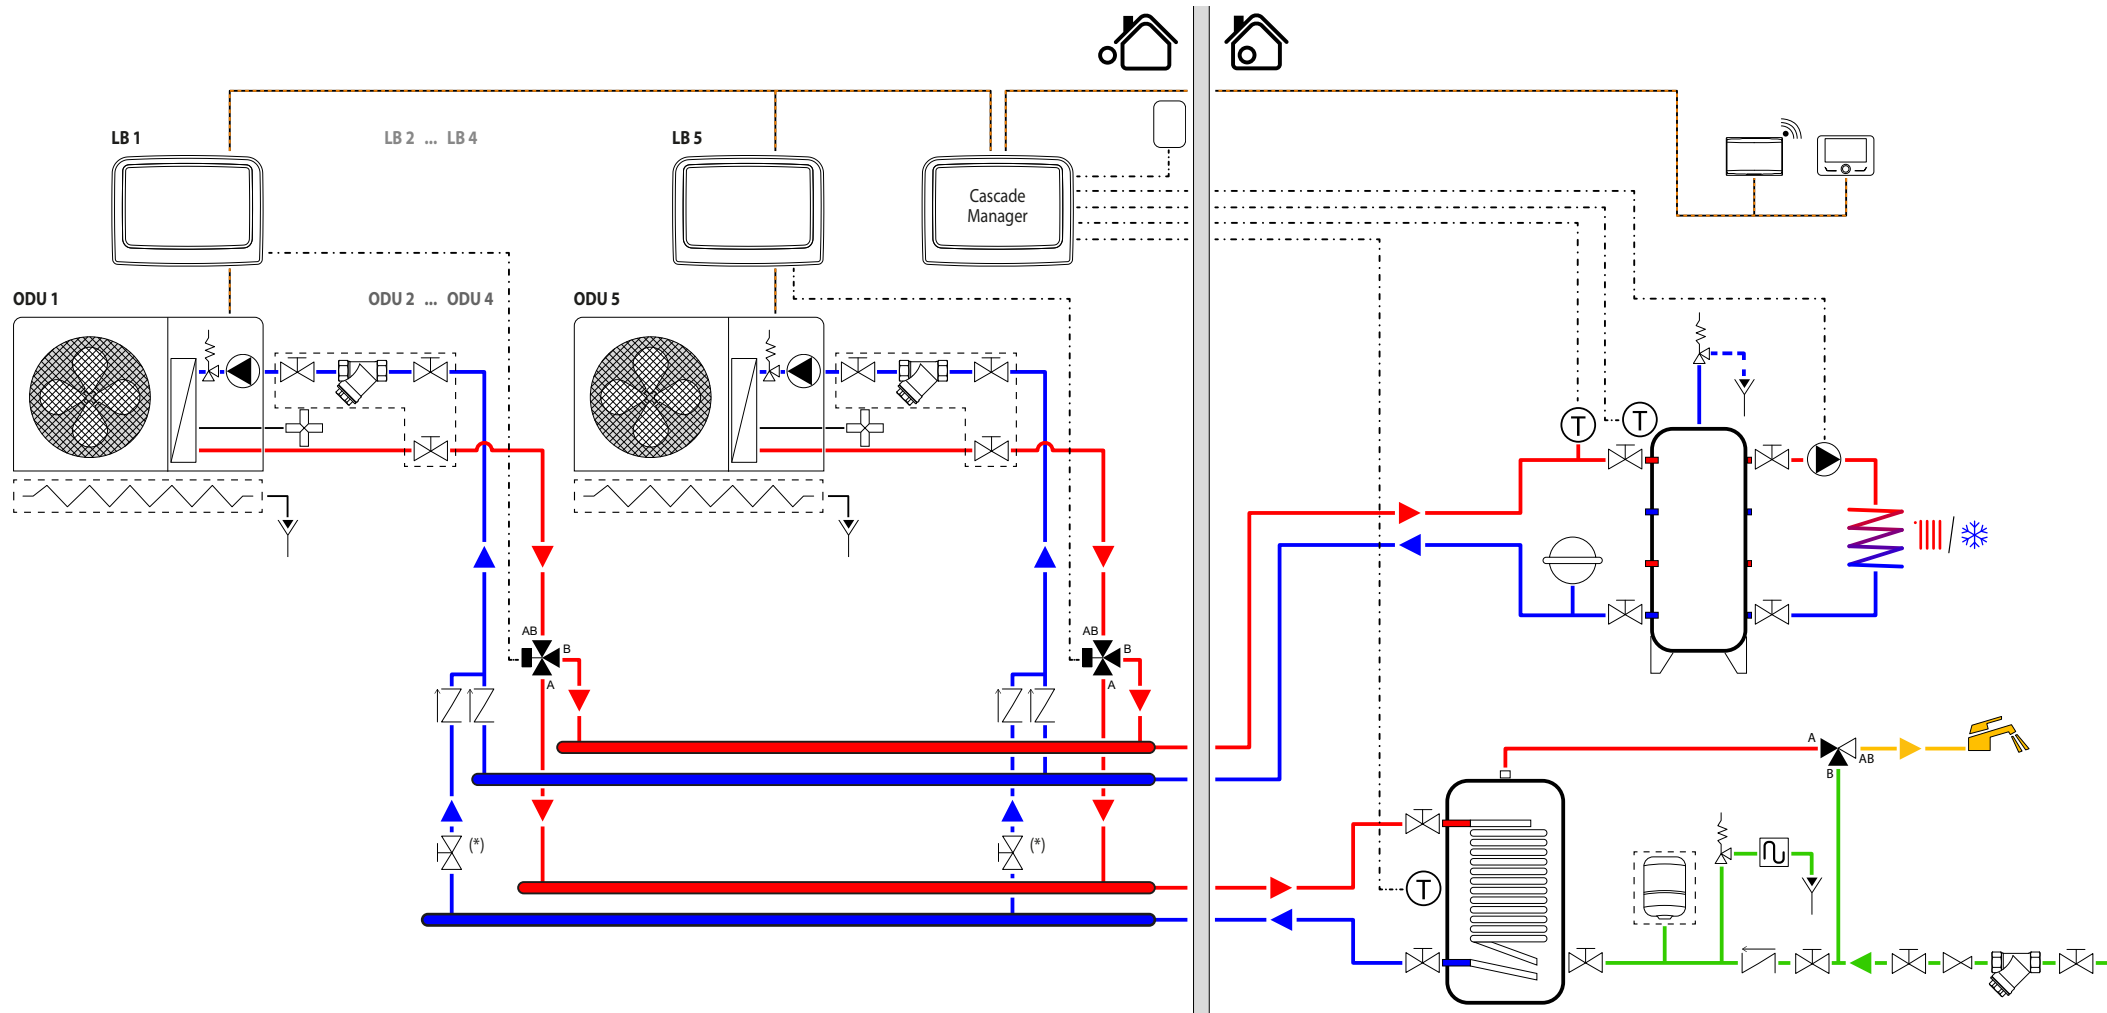 LB 1
LB 2 ... LB 4
LB 5
Cascade
Manager
ODU 1
ODU 2 ... ODU 4
ODU 5
T
T
AB
B
A
AB
B
A
A
AB
B
(*)
(*)
T